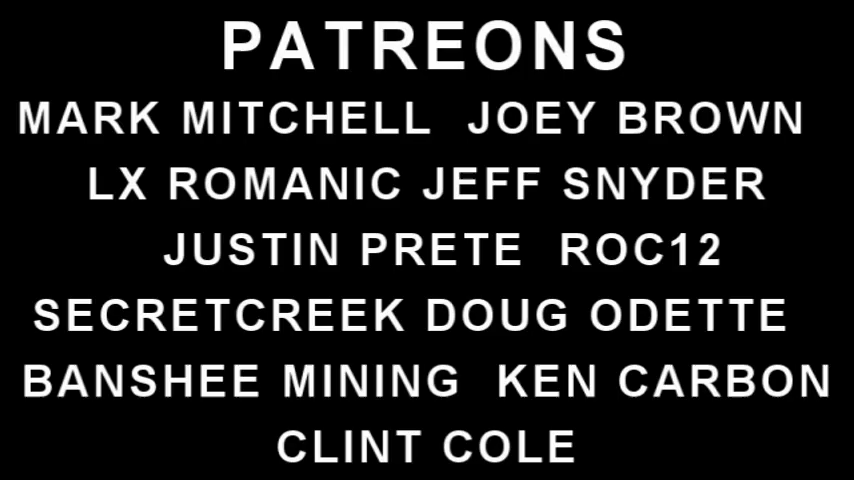 PATREONS
MARK MITCHELL JOEY BROWN
LX ROMANIC JEFF SNYDER
JUSTIN PRETE ROC12
SECRETCREEK DOUG ODETTE
BANSHEE MINING KEN CARBON
CLINT COLE